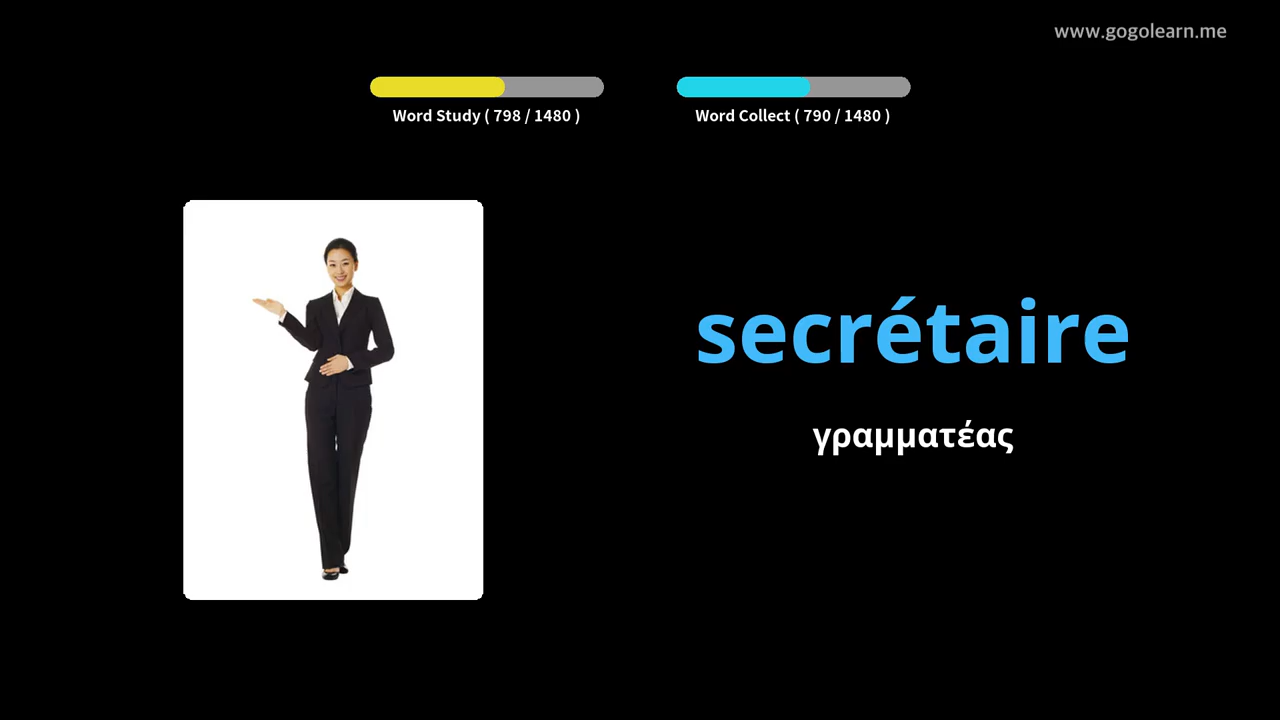 www.gogolearn.me
Word Study ( 798 / 1480 )
Word Collect ( 790 / 1480 )
secrétaire
γραμματέας